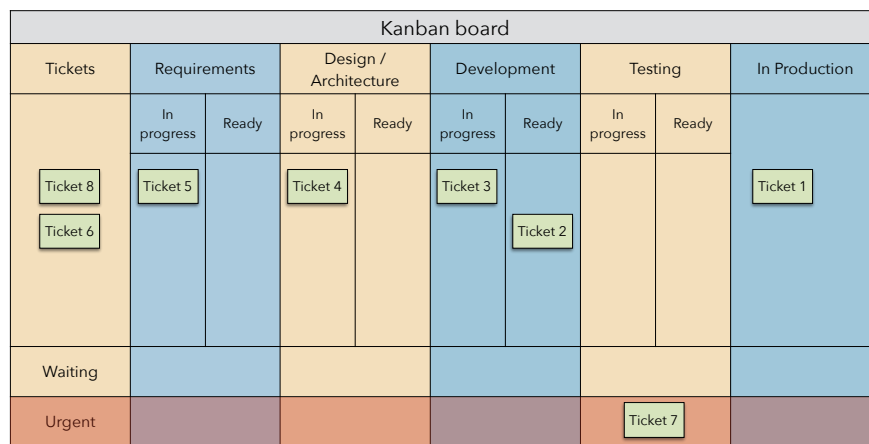 Kanban board
Tickets
Requirements
Design /
Architecture
Development
Testing
In Production
In
progress
Ready
In
progress
Ready
In
progress
Ready
In
progress
Ready
Ticket 8
Ticket 5
Ticket 4
Ticket 3
Ticket 1
Ticket 6
Ticket 2
Waiting
Urgent
Ticket 7